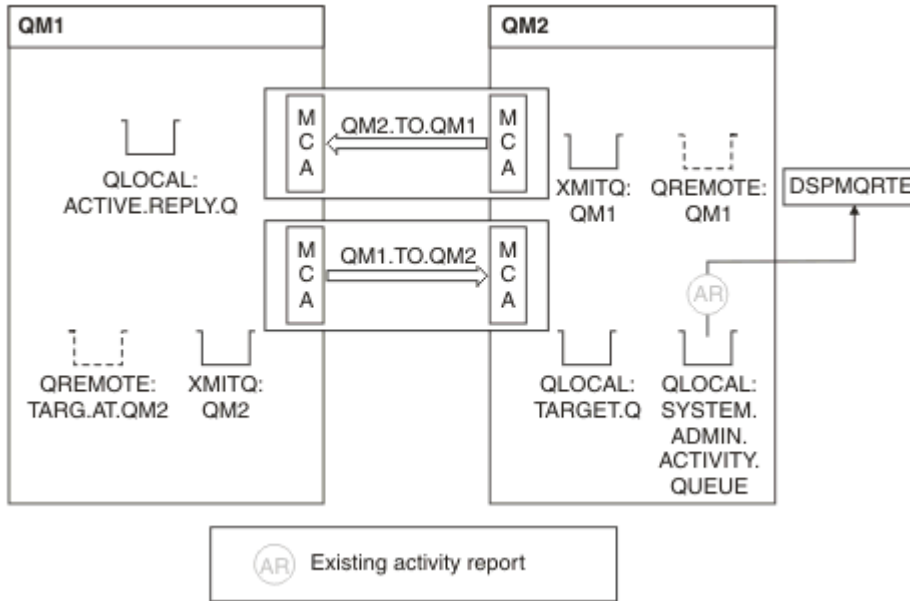 QM1
QM2
M
C
A
QM2.TO.QM1
M
C
A
QLOCAL:
ACTIVE.REPLY.Q
XMITQ:
QM1
QREMOTE:
QM1
DSPMQRTE
M
C
A
QM1.TO.QM2
M
C
A
AR
QREMOTE:
TARG.AT.QM2
XMITQ:
QM2
QLOCAL:
TARGET.Q
QLOCAL:
SYSTEM.
ADMIN.
ACTIVITY.
QUEUE
AR Existing activity report